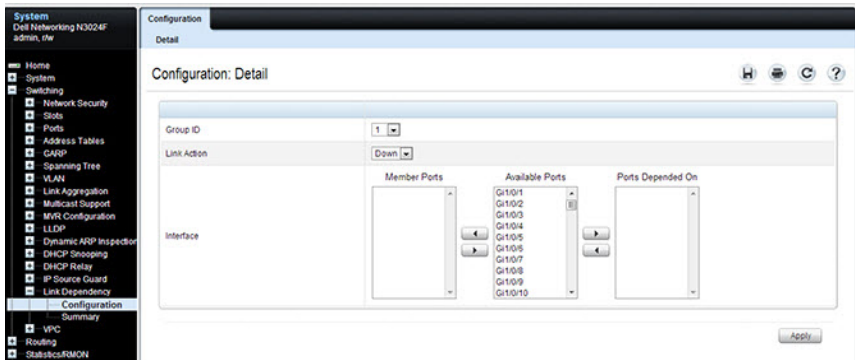 System
Dell Networking N3024F
admin, r/w
Home
System
Switching
Network Security
Slots
Ports
Address Tables
GARP
Spanning Tree
VLAN
Link Aggregation
Multicast Support
MVR Configuration
LLDP
Dynamic ARP Inspection
DHCP Snooping
DHCP Relay
IP Source Guard
Link Dependency
Configuration
Summary
VPC
Routing
Statistics/RMON
Configuration
Detail
Configuration: Detail
?
Group ID
1
Link Action
Down
Interface
Member Ports
Available Ports
Ports Depended On
Gi1/0/1
Gi1/0/2
Gi1/0/3
Gi1/0/4
Gi1/0/5
Gi1/0/6
Gi1/0/7
Gi1/0/8
Gi1/0/9
Gi1/0/10
Apply